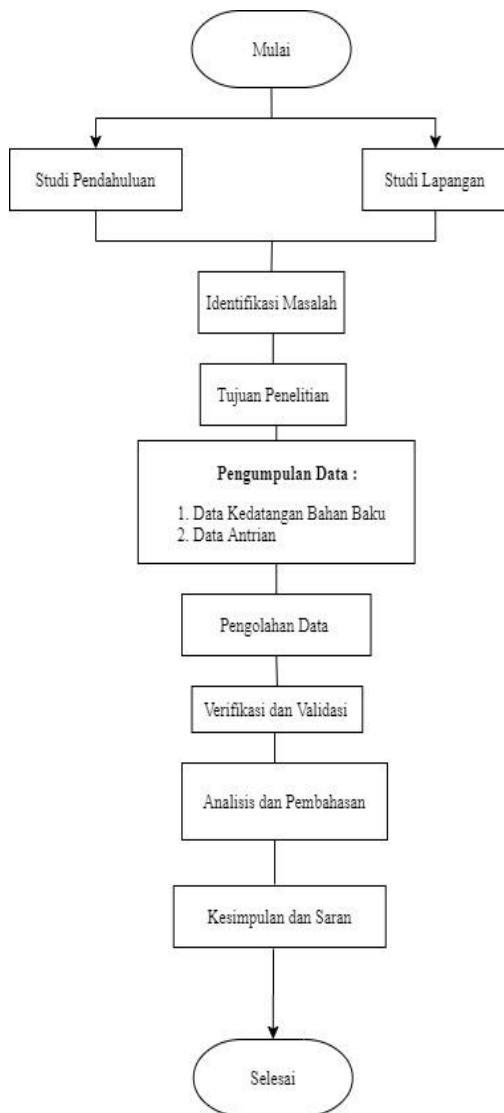 Mulai
Studi Pendahuluan
Studi Lapangan
Identifikasi Masalah
Tujuan Penelitian
Pengumpulan Data :
1. Data Kedatangan Bahan Baku
2. Data Antrian
Pengolahan Data
Verifikasi dan Validasi
Analisis dan Pembahasan
Kesimpulan dan Saran
Selesai